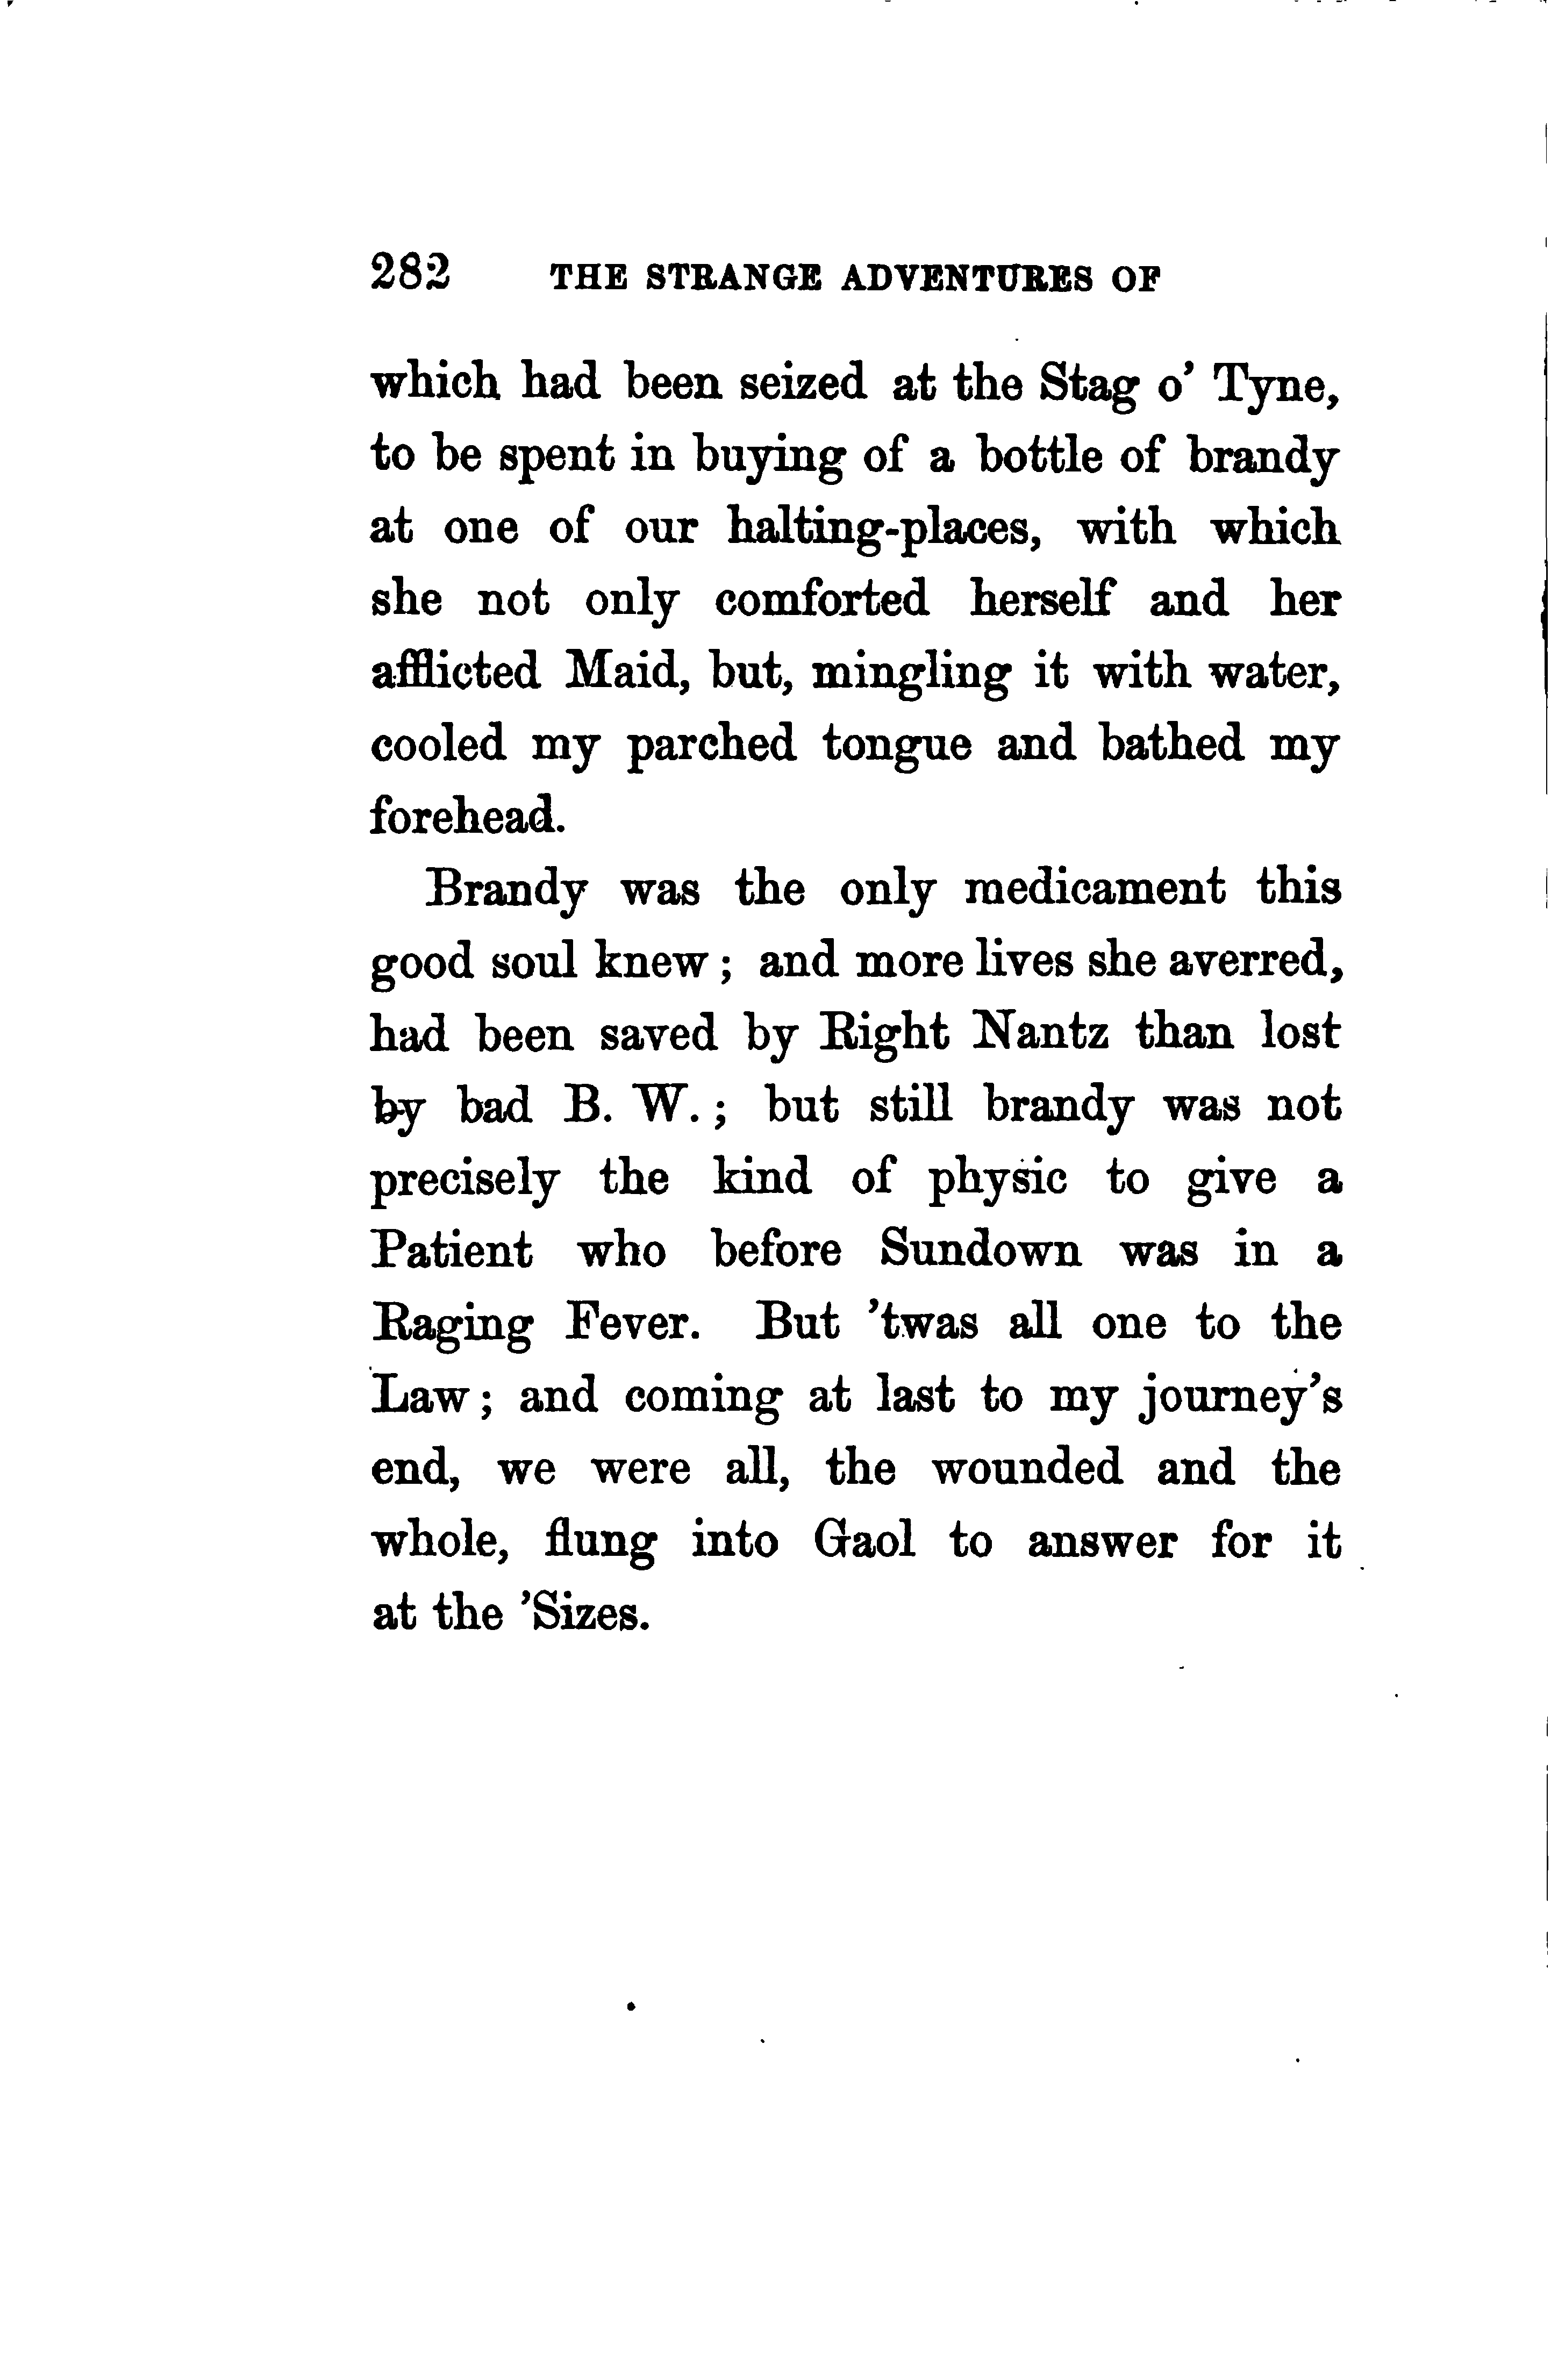 282 THE STRANGE ADVENTURES OF
which had been seized at the Stag o' Tyne,
to be spent in buying of a bottle of brandy
at one of our halting-places, with which
she not only comforted herself and her
afflicted Maid, but, mingling it with water,
cooled my parched tongue and bathed my
forehead.
Brandy was the only medicament this
good soul knew; and more lives she averred,
had been saved by Right Nantz than lost
by bad B. W.; but still brandy was not
precisely the kind of physic to give a
Patient who before Sundown was in a
Raging Fever. But 'twas all one to the
Law; and coming at last to my journey's
end, we were all, the wounded and the
whole, flung into Gaol to answer for it
at the 'Sizes.